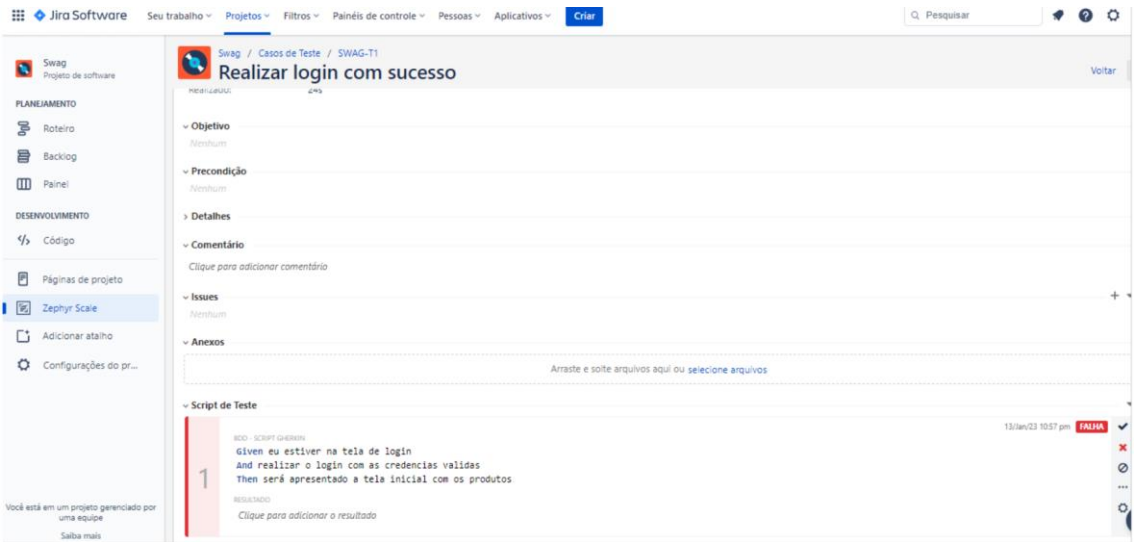 Jira Software Seu trabalho Projetos Filtros Painéis de controle Pessoas Aplicativos Criar Pesquisar
Swag
Projeto de software
PLANEJAMENTO
Roteiro
Backlog
Painel
DESENVOLVIMENTO
Código
Páginas de projeto
Zephyr Scale
Adicionar atalho
Configurações do pr...
Você está em um projeto gerenciado por
uma equipe
Saiba mais
Swag / Casos de Teste / SWAG-T1
Realizar login com sucesso
Voltar
Realizado: 24s
Objetivo
Nenhum
Precondição
Nenhum
Detalhes
Comentário
Clique para adicionar comentário
Issues
Nenhum
Anexos
Arraste e solte arquivos aqui ou selecione arquivos
Script de Teste
13/Jan/23 10:57 pm FALHA
1
BDD - SCRIPT GHERKIN
Given eu estiver na tela de login
And realizar o login com as credencias validas
Then será apresentado a tela inicial com os produtos
RESULTADO
Clique para adicionar o resultado